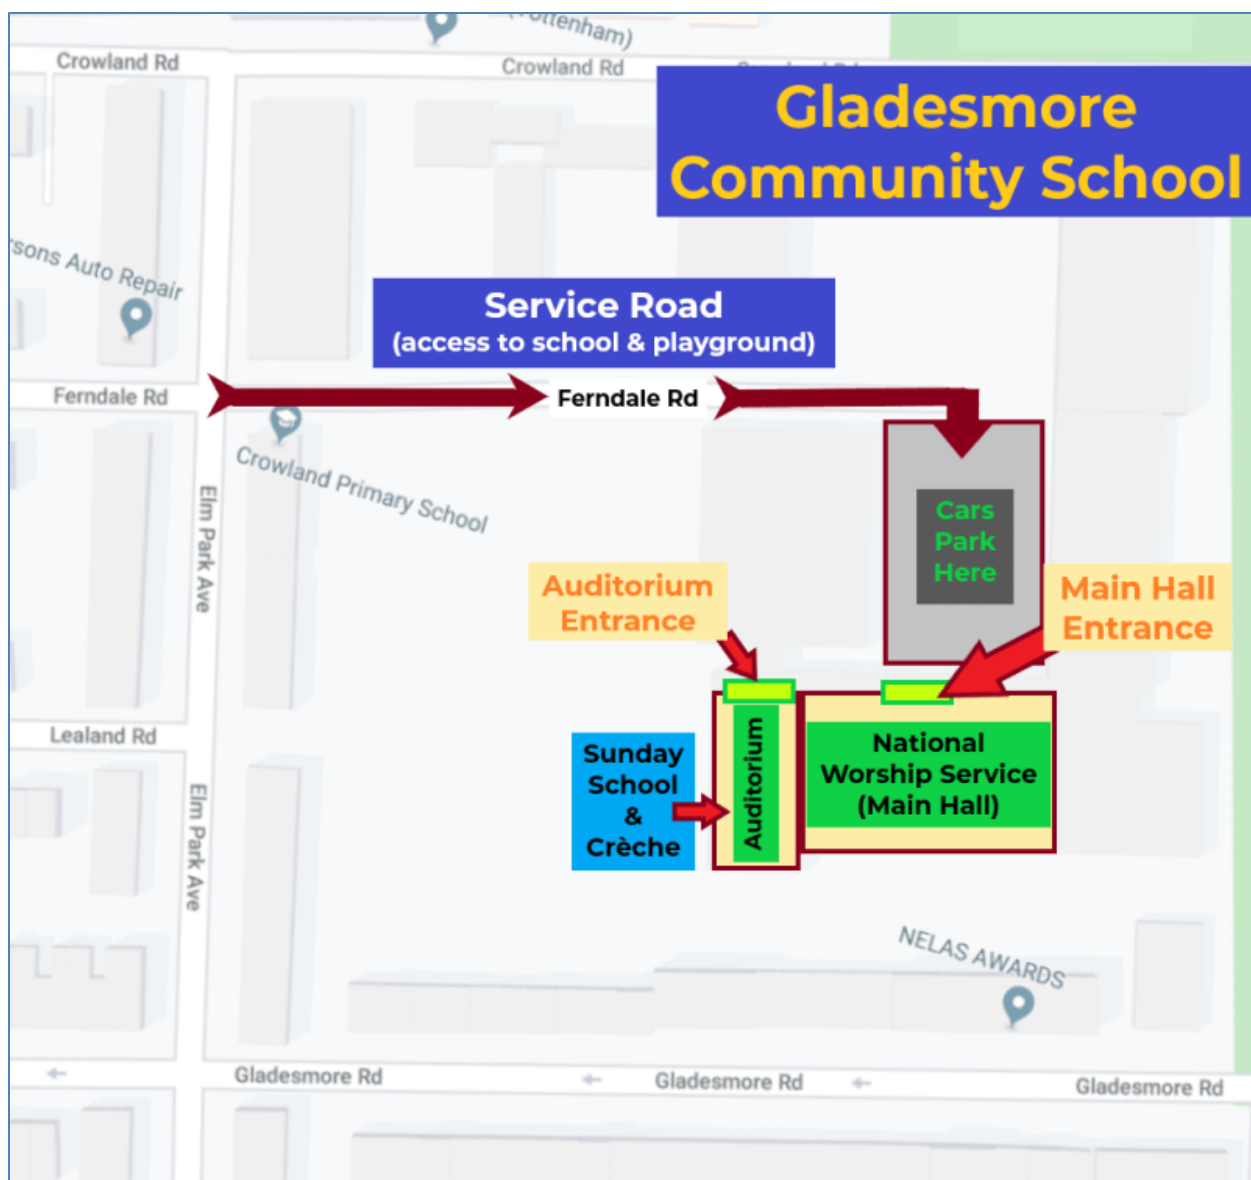 (Tottenham)
Crowland Rd
Crowland Rd
Gladesmore
Community School
Auto Repair
Service Road
(access to school & playground)
Ferndale Rd
Ferndale Rd
Crowland Primary School
Elm Park Ave
Cars
Park
Here
Auditorium
Entrance
Main Hall
Entrance
Lealand Rd
Sunday
School
&
Crèche
Auditorium
National
Worship Service
(Main Hall)
Elm Park Ave
NELAS AWARDS
Gladesmore Rd
Gladesmore Rd
Gladesmore Rd